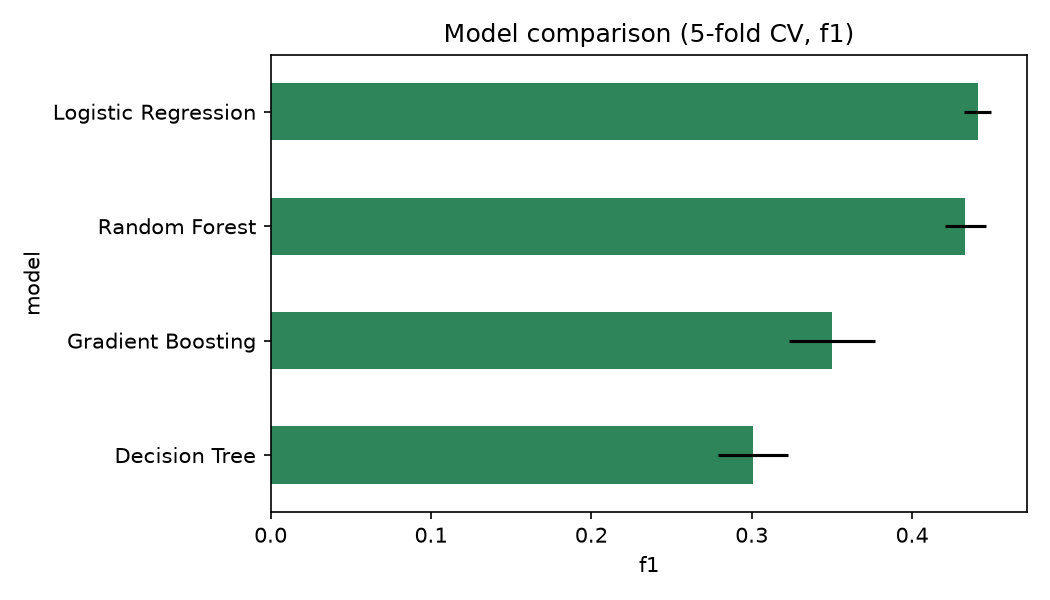 Model comparison (5-fold CV, f1)
Logistic Regression
Random Forest
model
Gradient Boosting
Decision Tree
0.0 0.1 0.2 0.3 0.4
f1